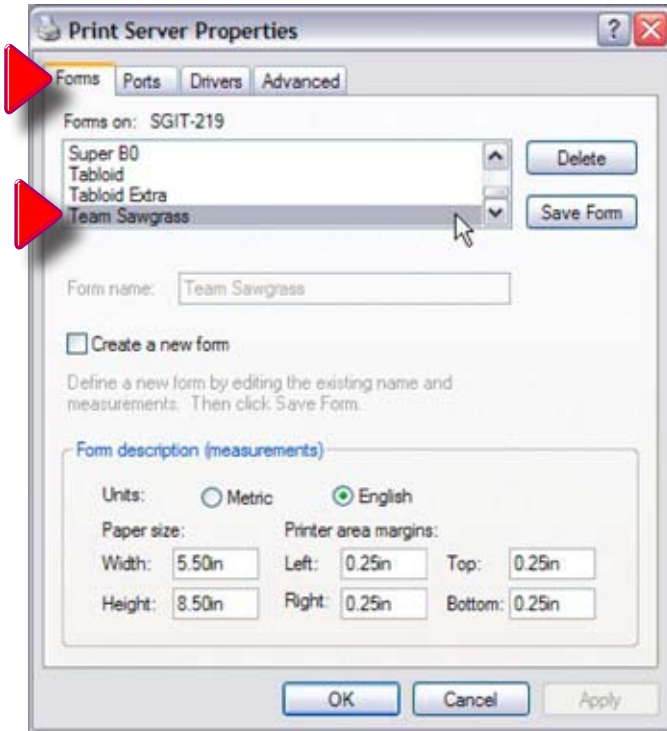 Print Server Properties
Forms Ports Drivers Advanced
Forms on: SGIT-219
Super B0
Tabloid
Tabloid Extra
Team Sawgrass
Delete
Save Form
Form name: Team Sawgrass
Create a new form
Define a new form by editing the existing name and
measurements. Then click Save Form.
Form description (measurements)
Units: Metric English
Paper size: Printer area margins:
Width: 5.50in Left: 0.25in Top: 0.25in
Height: 8.50in Right: 0.25in Bottom: 0.25in
OK Cancel Apply